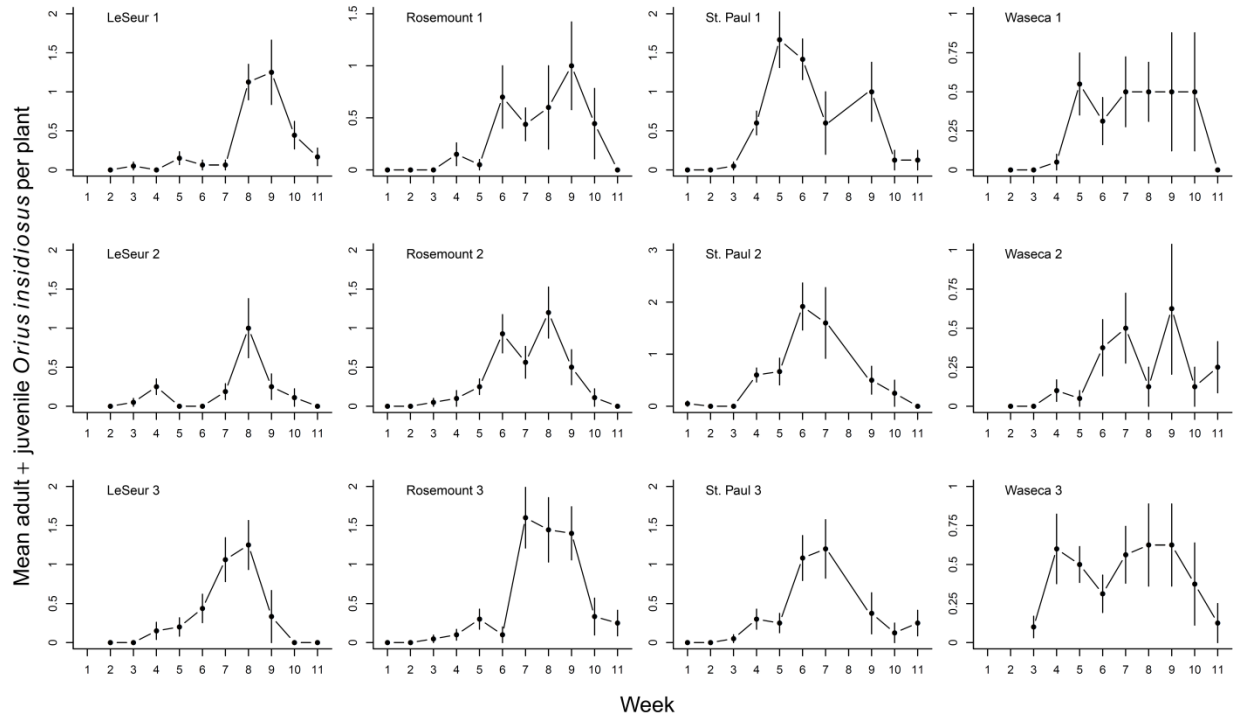 Mean adult + juvenile Orius insidiosus per plant
LeSeur 1
0 0.5 1 1.5 2
1 2 3 4 5 6 7 8 9 10 11
Rosemount 1
0 0.5 1 1.5
1 2 3 4 5 6 7 8 9 10 11
St. Paul 1
0 0.5 1 1.5 2
1 2 3 4 5 6 7 8 9 10 11
Waseca 1
0 0.25 0.5 0.75 1
1 2 3 4 5 6 7 8 9 10 11
LeSeur 2
0 0.5 1 1.5 2
1 2 3 4 5 6 7 8 9 10 11
Rosemount 2
0 0.5 1 1.5 2
1 2 3 4 5 6 7 8 9 10 11
St. Paul 2
0 1 2 3
1 2 3 4 5 6 7 8 9 10 11
Waseca 2
0 0.25 0.5 0.75 1
1 2 3 4 5 6 7 8 9 10 11
LeSeur 3
0 0.5 1 1.5 2
1 2 3 4 5 6 7 8 9 10 11
Rosemount 3
0 0.5 1 1.5 2
1 2 3 4 5 6 7 8 9 10 11
St. Paul 3
0 0.5 1 1.5 2
1 2 3 4 5 6 7 8 9 10 11
Waseca 3
0 0.25 0.5 0.75 1
1 2 3 4 5 6 7 8 9 10 11
Week